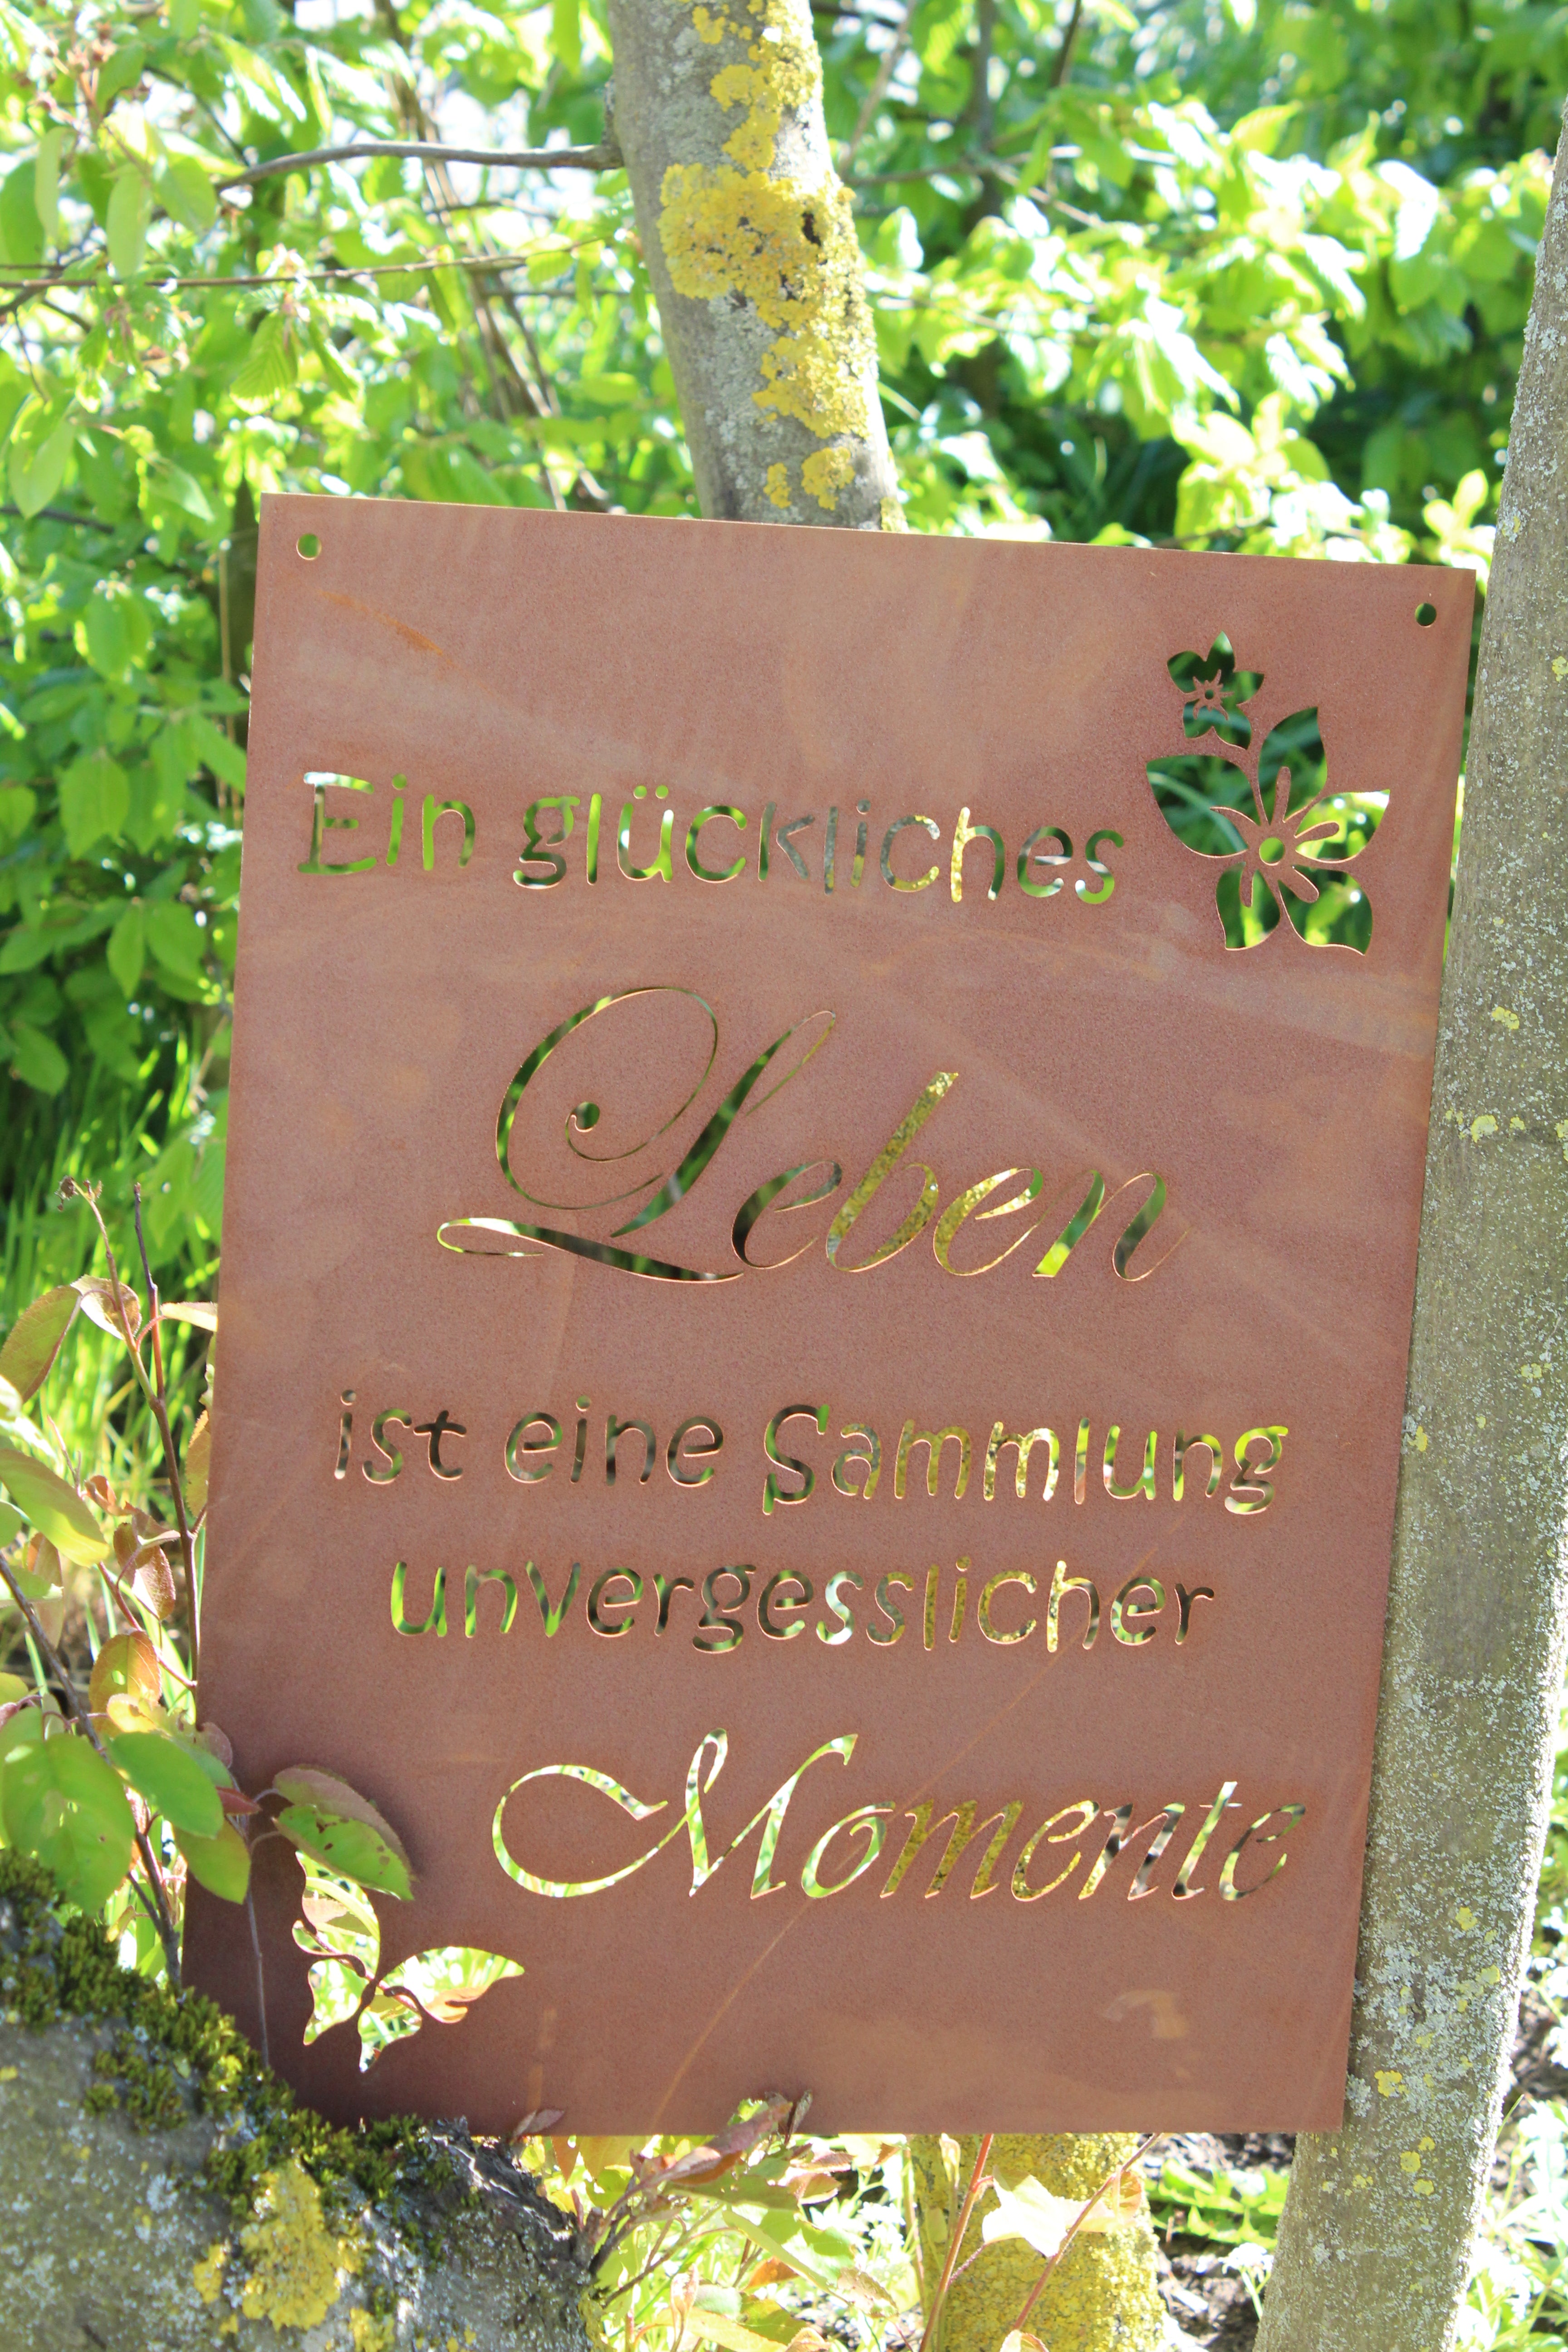 Ein glückliches
Leben
ist eine Sammlung
unvergesslicher
Momente